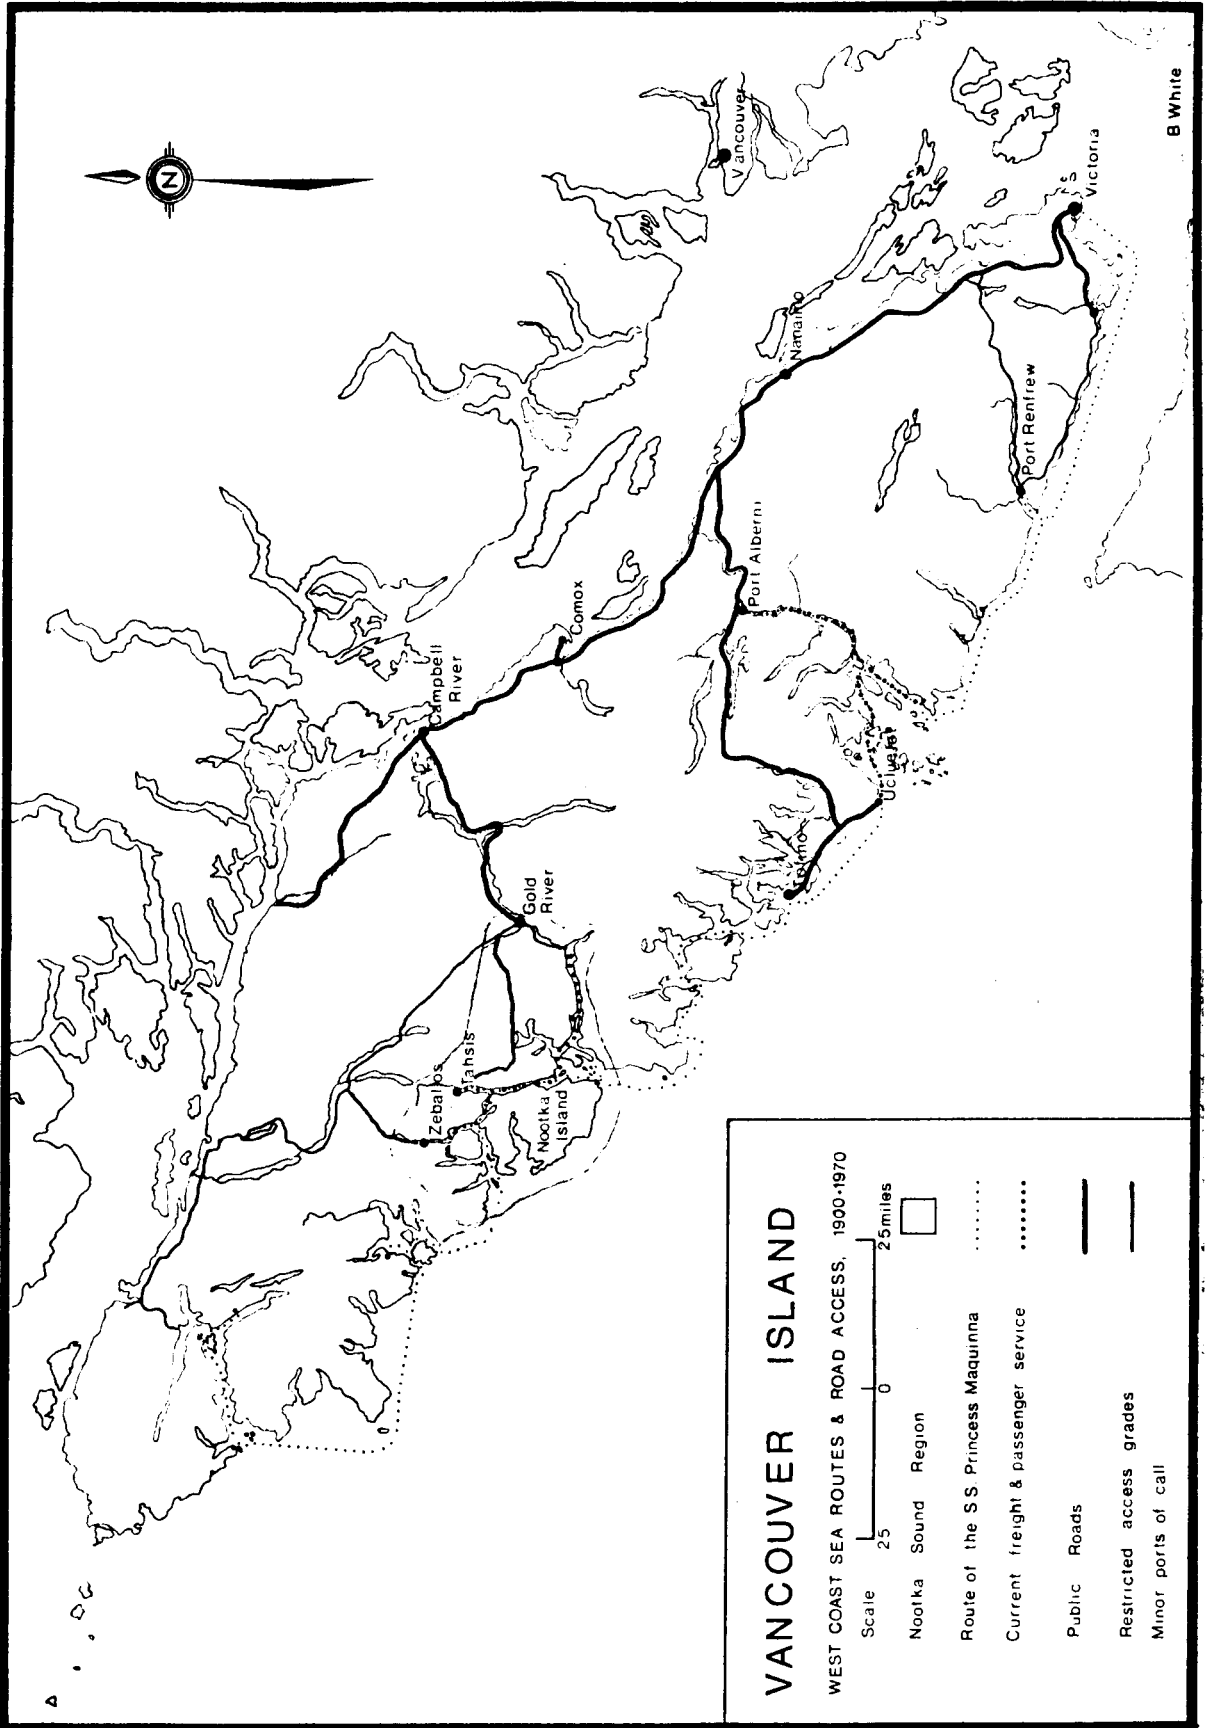 N
Vancouver
Victoria
Nanaimo
Port Renfrew
Port Alberni
Comox
Campbell
River
Ucluelet
Tofino
Gold
River
Tahsis
Zeballos
Nootka
Island
VANCOUVER ISLAND
WEST COAST SEA ROUTES & ROAD ACCESS, 1900-1970
Scale
25 0 25 miles
Nootka Sound Region
Route of the S S. Princess Maquinna
Current freight & passenger service
Public Roads
Restricted access grades
Minor ports of call
B White